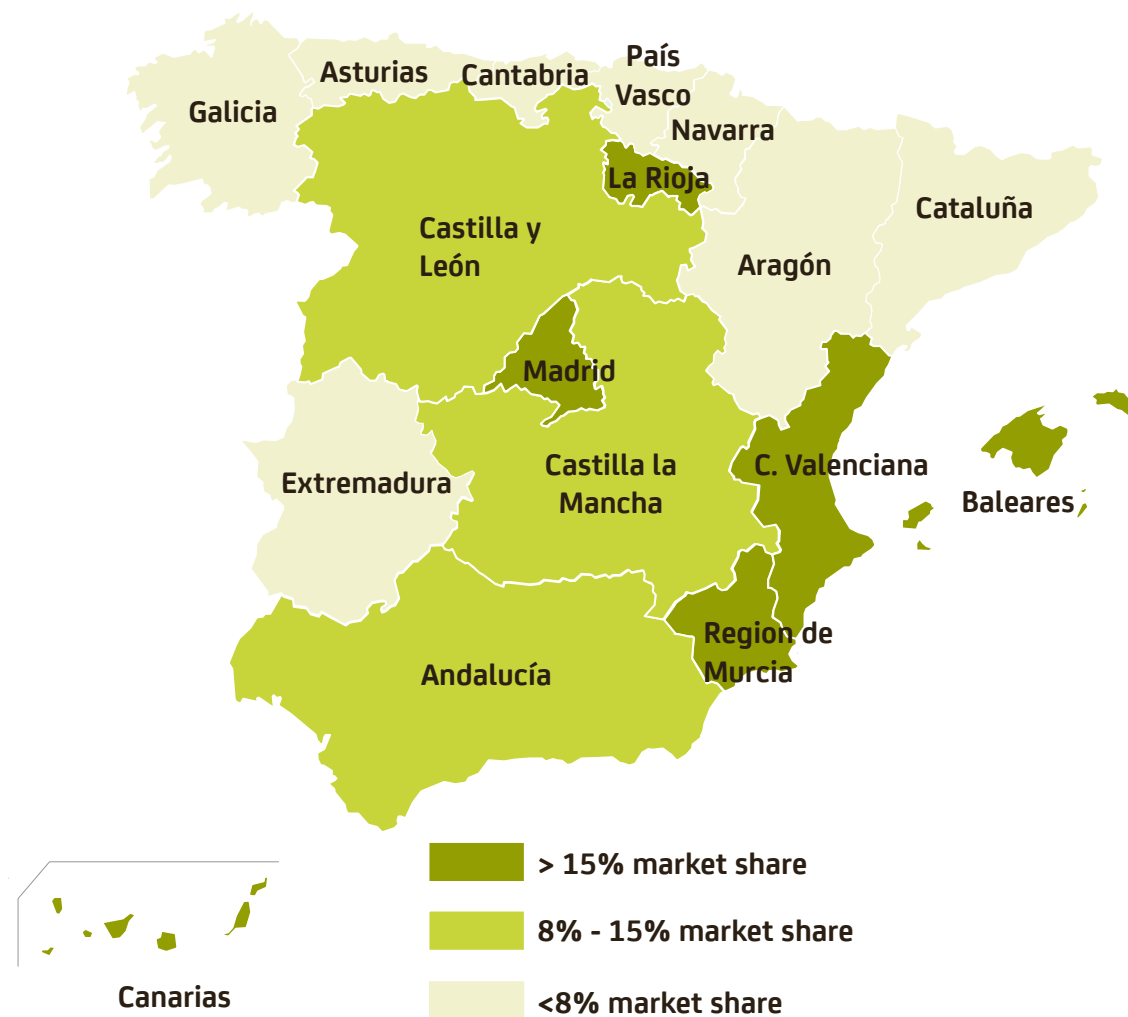 Galicia
Asturias
Cantabria
País
Vasco
Navarra
La Rioja
Cataluña
Aragón
Castilla y
León
Madrid
Extremadura
Castilla la
Mancha
C. Valenciana
Baleares
Region de
Murcia
Andalucía
Canarias
> 15% market share
8% - 15% market share
<8% market share